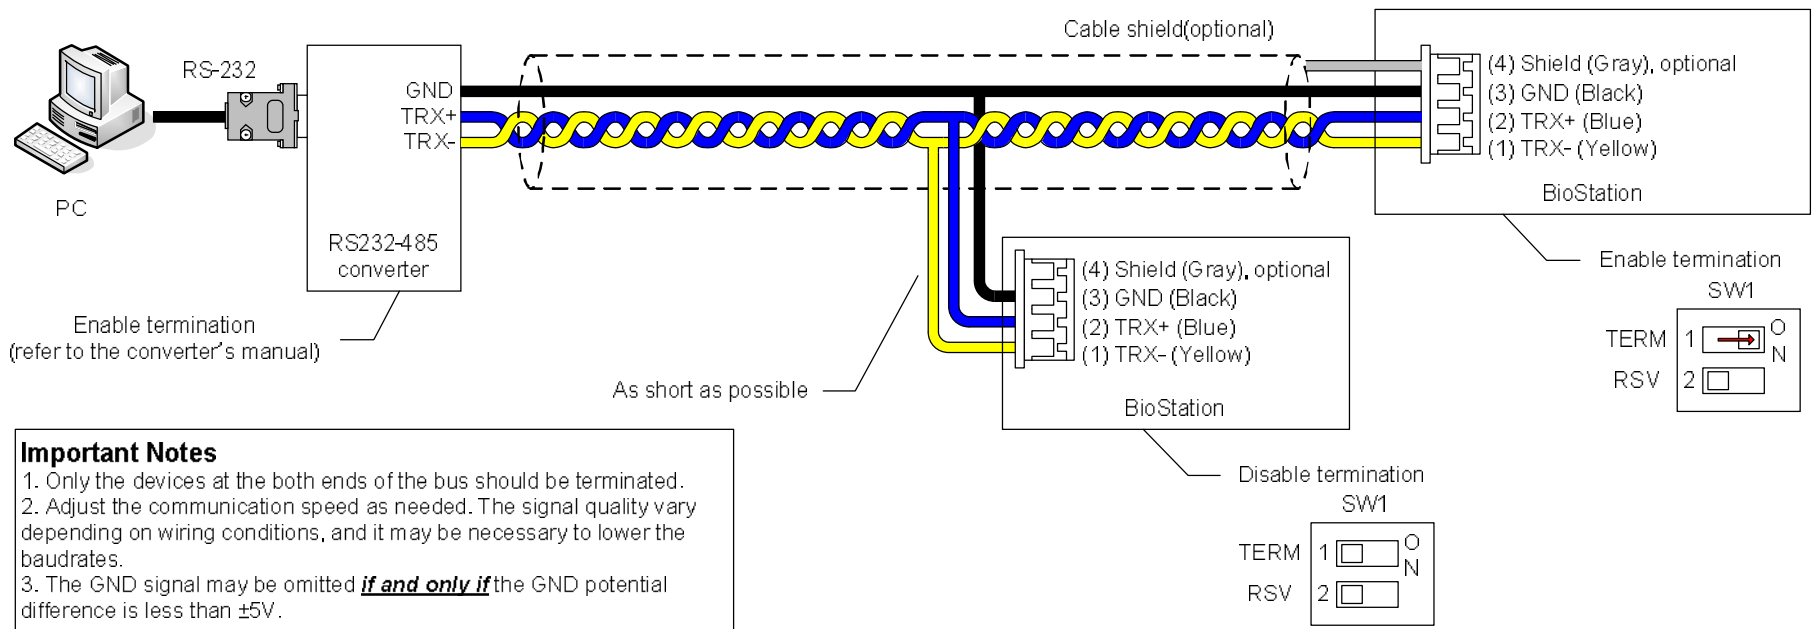 Cable shield(optional)
RS-232
PC
GND
TRX+
TRX-
RS232-485
converter
(4) Shield (Gray), optional
(3) GND (Black)
(2) TRX+ (Blue)
(1) TRX- (Yellow)
BioStation
Enable termination
SW1
TERM 1 ON
RSV 2
Enable termination
(refer to the converter's manual)
As short as possible
(4) Shield (Gray), optional
(3) GND (Black)
(2) TRX+ (Blue)
(1) TRX- (Yellow)
BioStation
Disable termination
SW1
TERM 1 ON
RSV 2
Important Notes
1. Only the devices at the both ends of the bus should be terminated.
2. Adjust the communication speed as needed. The signal quality vary
depending on wiring conditions, and it may be necessary to lower the
baudrates.
3. The GND signal may be omitted if and only if the GND potential
difference is less than ±5V.